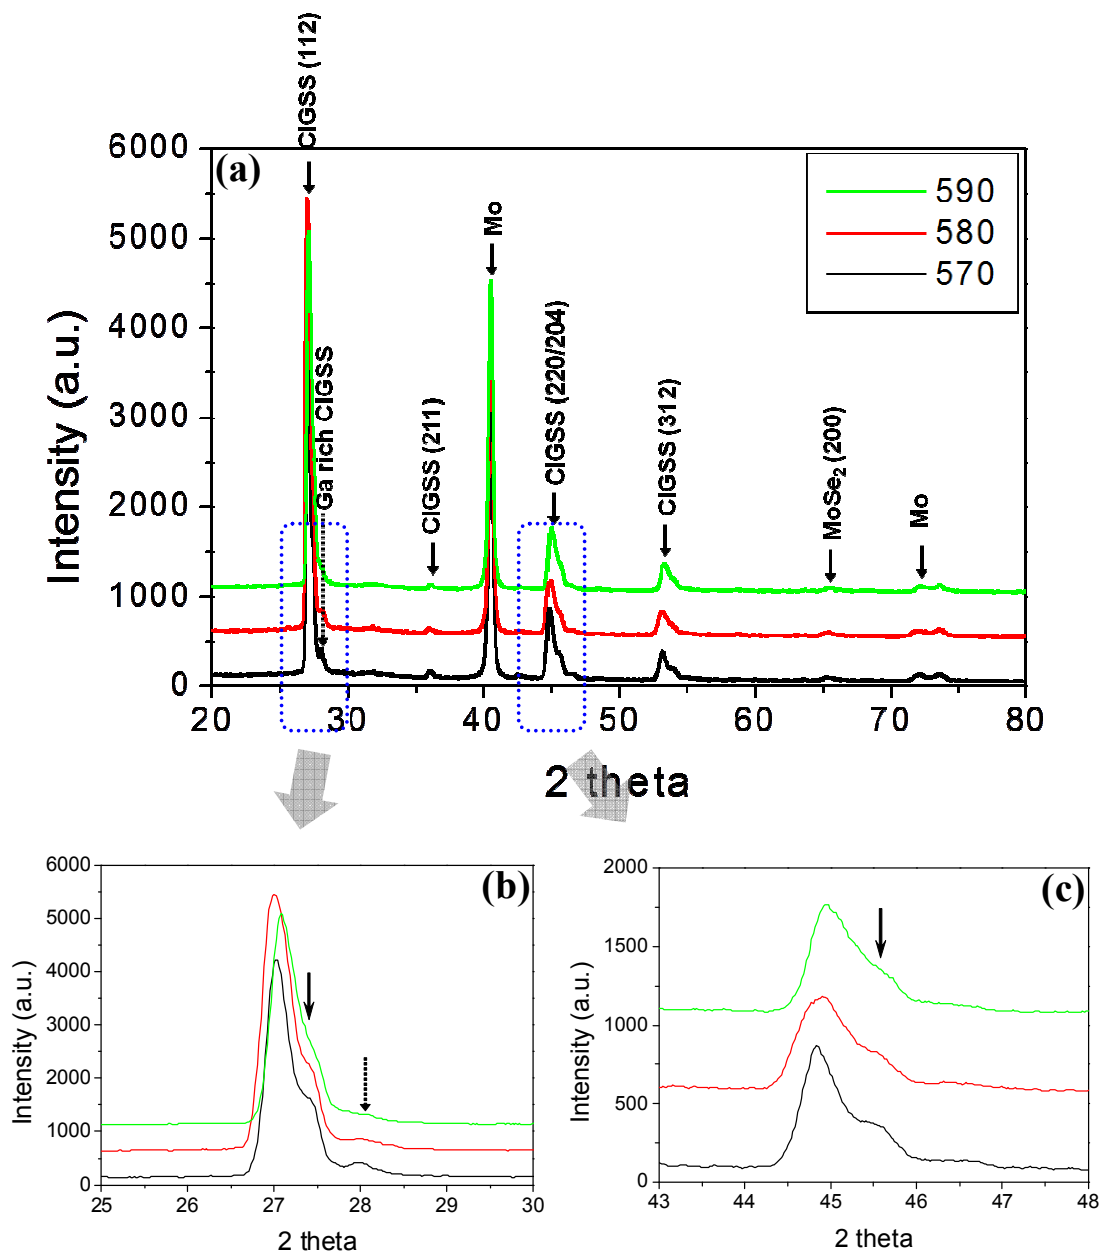 CIGSS (112)
Ga rich CIGSS
CIGSS (211)
Mo
CIGSS (220/204)
CIGSS (312)
MoSe₂ (200)
Mo
(a)
590
580
570
6000
5000
4000
3000
2000
1000
0
Intensity (a.u.)
20 30 40 50 60 70 80
2 theta
(b)
6000
5000
4000
3000
2000
1000
0
Intensity (a.u.)
25 26 27 28 29 30
2 theta
(c)
2000
1500
1000
500
0
Intensity (a.u.)
43 44 45 46 47 48
2 theta